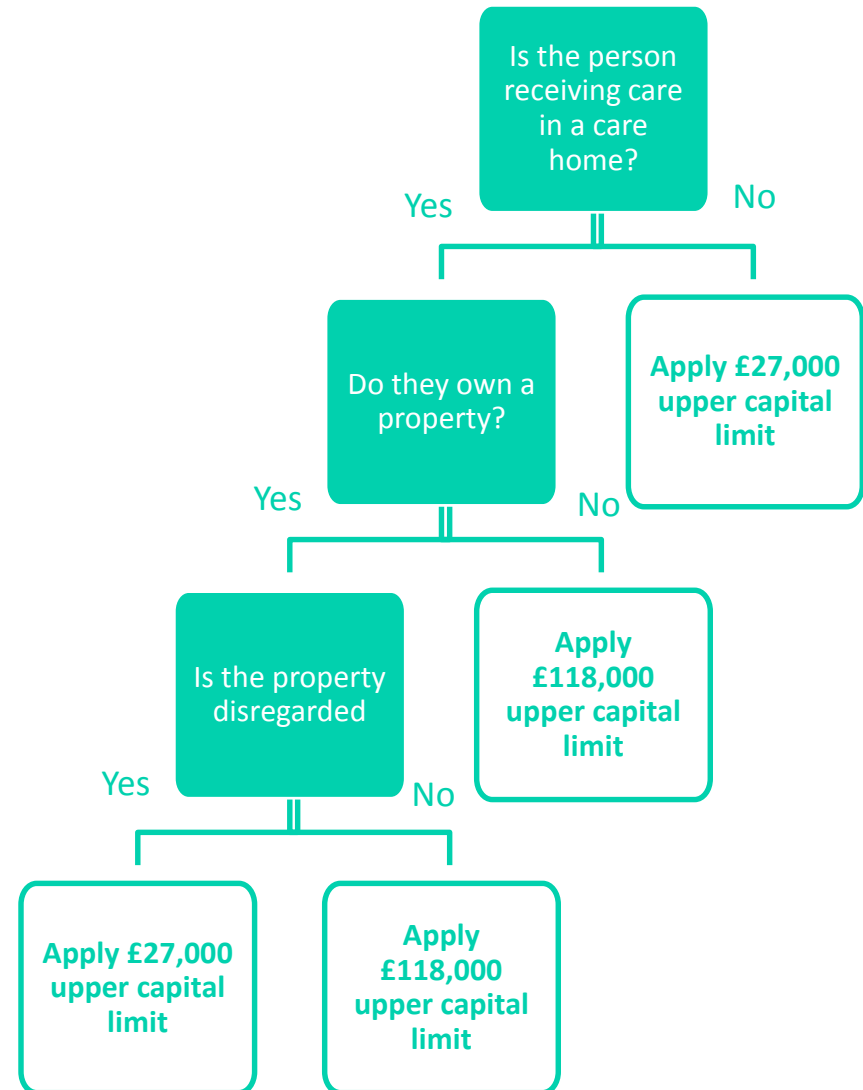 Is the person
receiving care
in a care
home?
Yes
No
Do they own a
property?
Apply £27,000
upper capital
limit
Yes
No
Is the property
disregarded
Apply
£118,000
upper capital
limit
Yes
No
Apply £27,000
upper capital
limit
Apply
£118,000
upper capital
limit